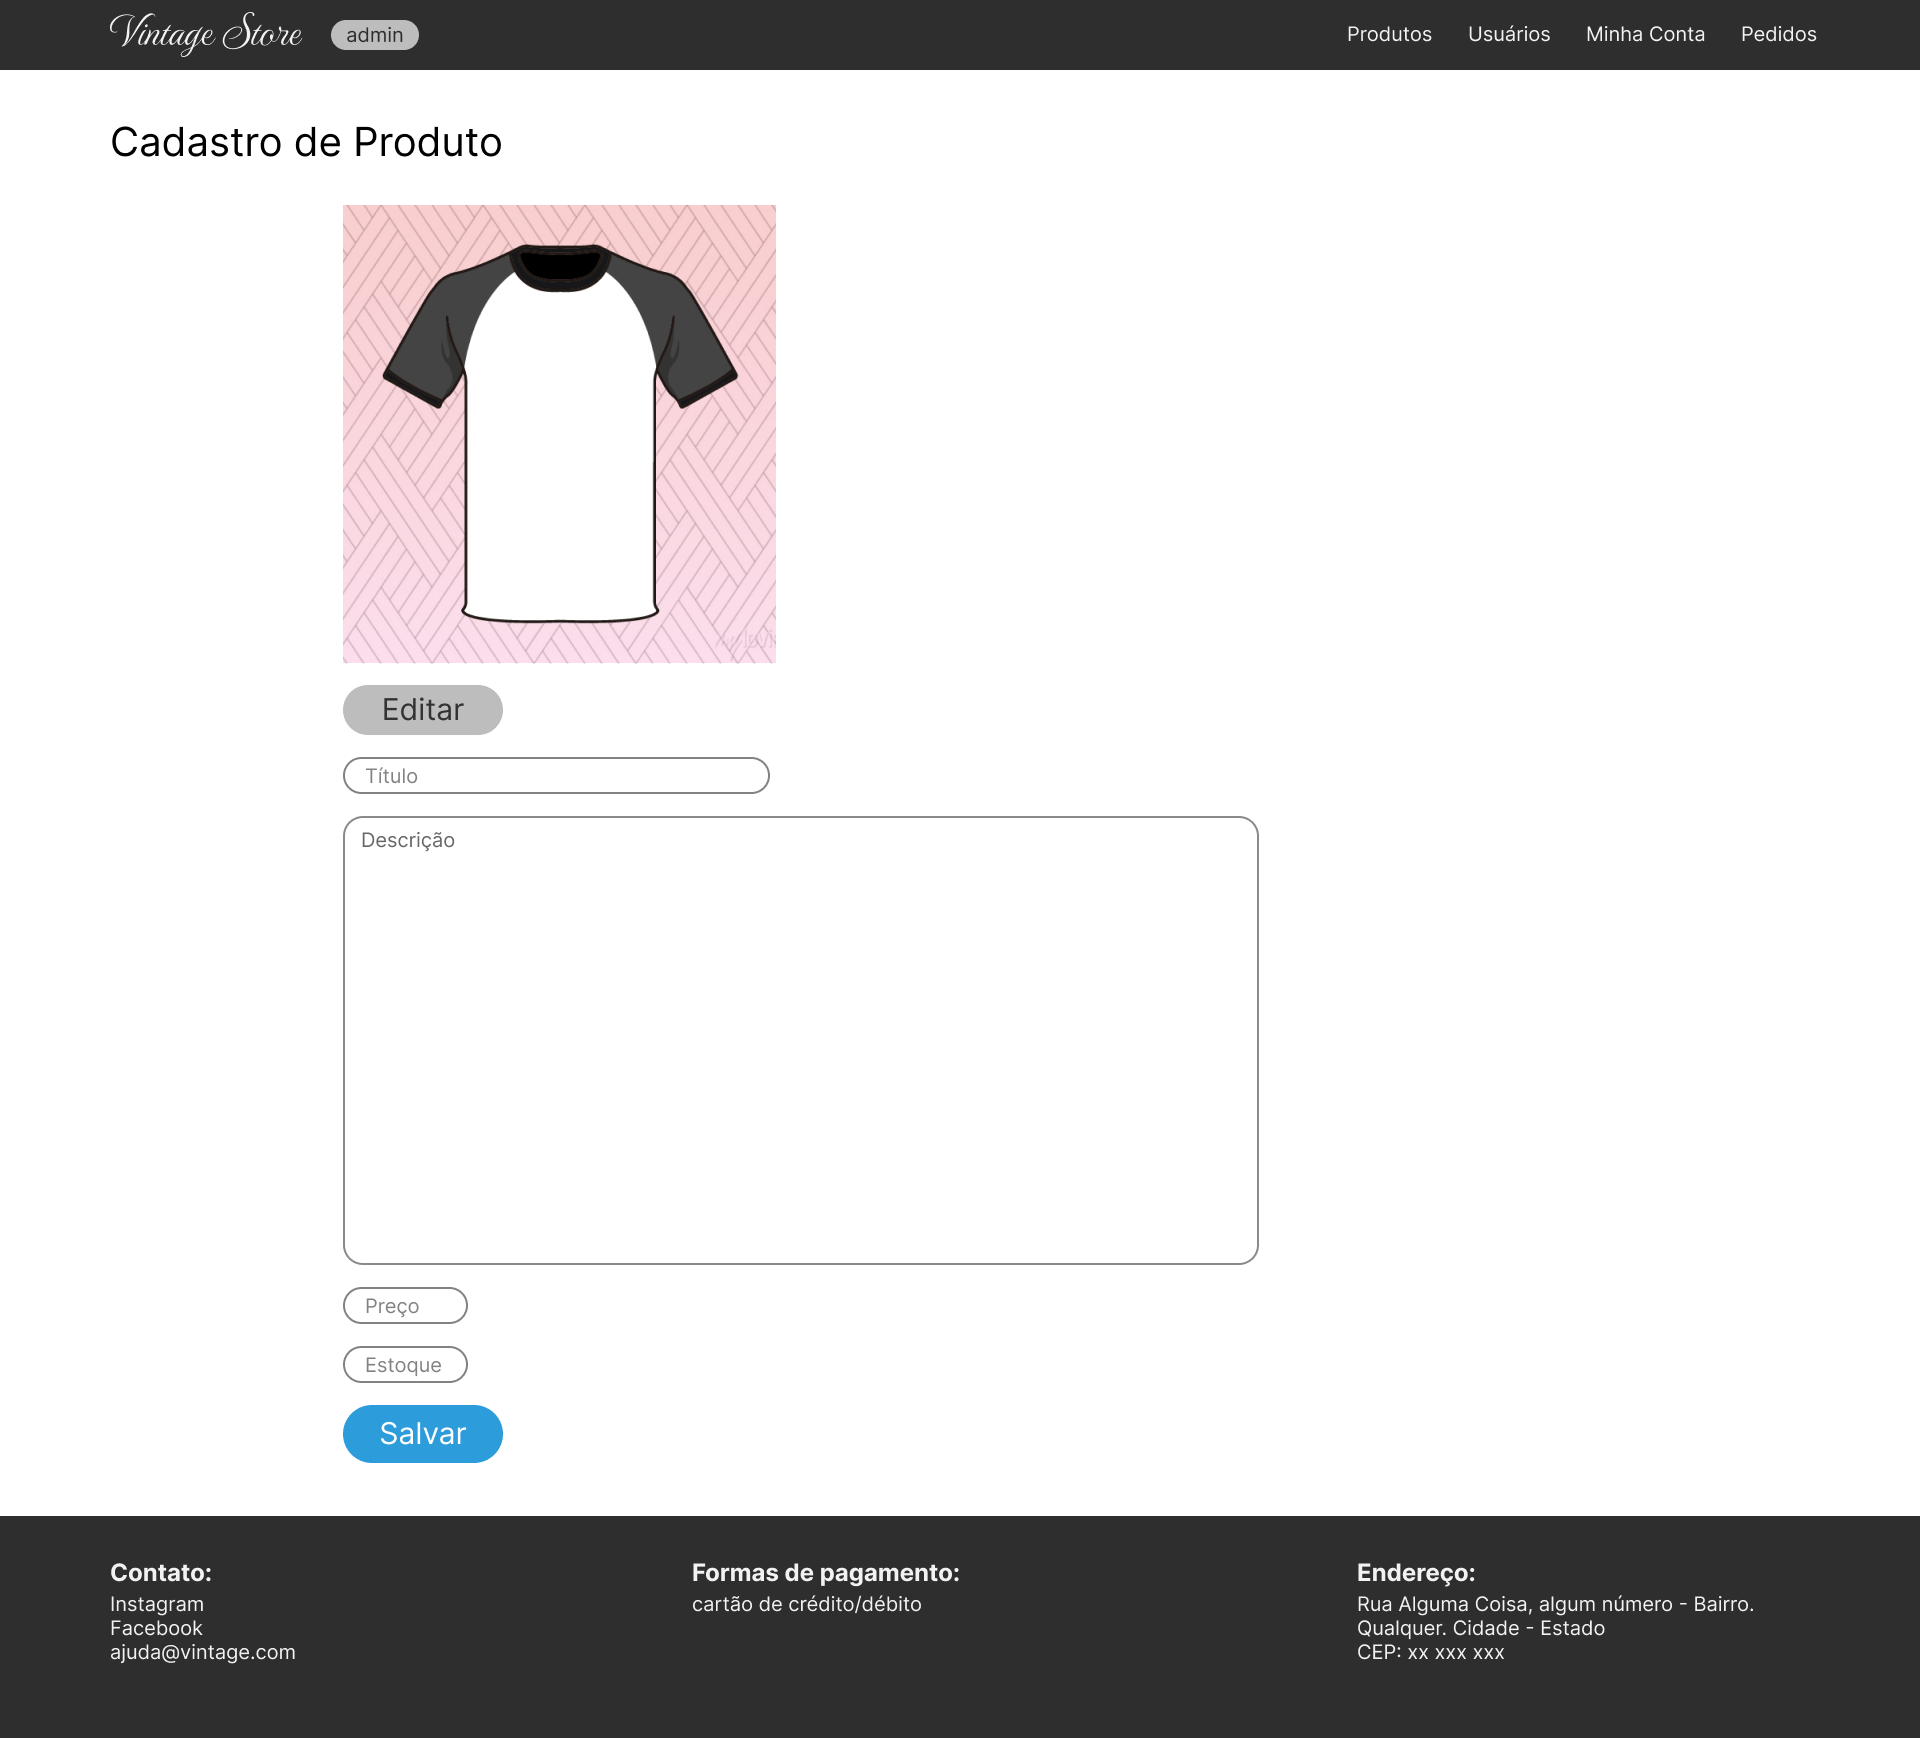 Vintage Store
admin
Produtos
Usuários
Minha Conta
Pedidos
Cadastro de Produto
Editar
Título
Descrição
Preço
Estoque
Salvar
Contato:
Instagram
Facebook
ajuda@vintage.com
Formas de pagamento:
cartão de crédito/débito
Endereço:
Rua Alguma Coisa, algum número - Bairro.
Qualquer. Cidade - Estado
CEP: xx xxx xxx